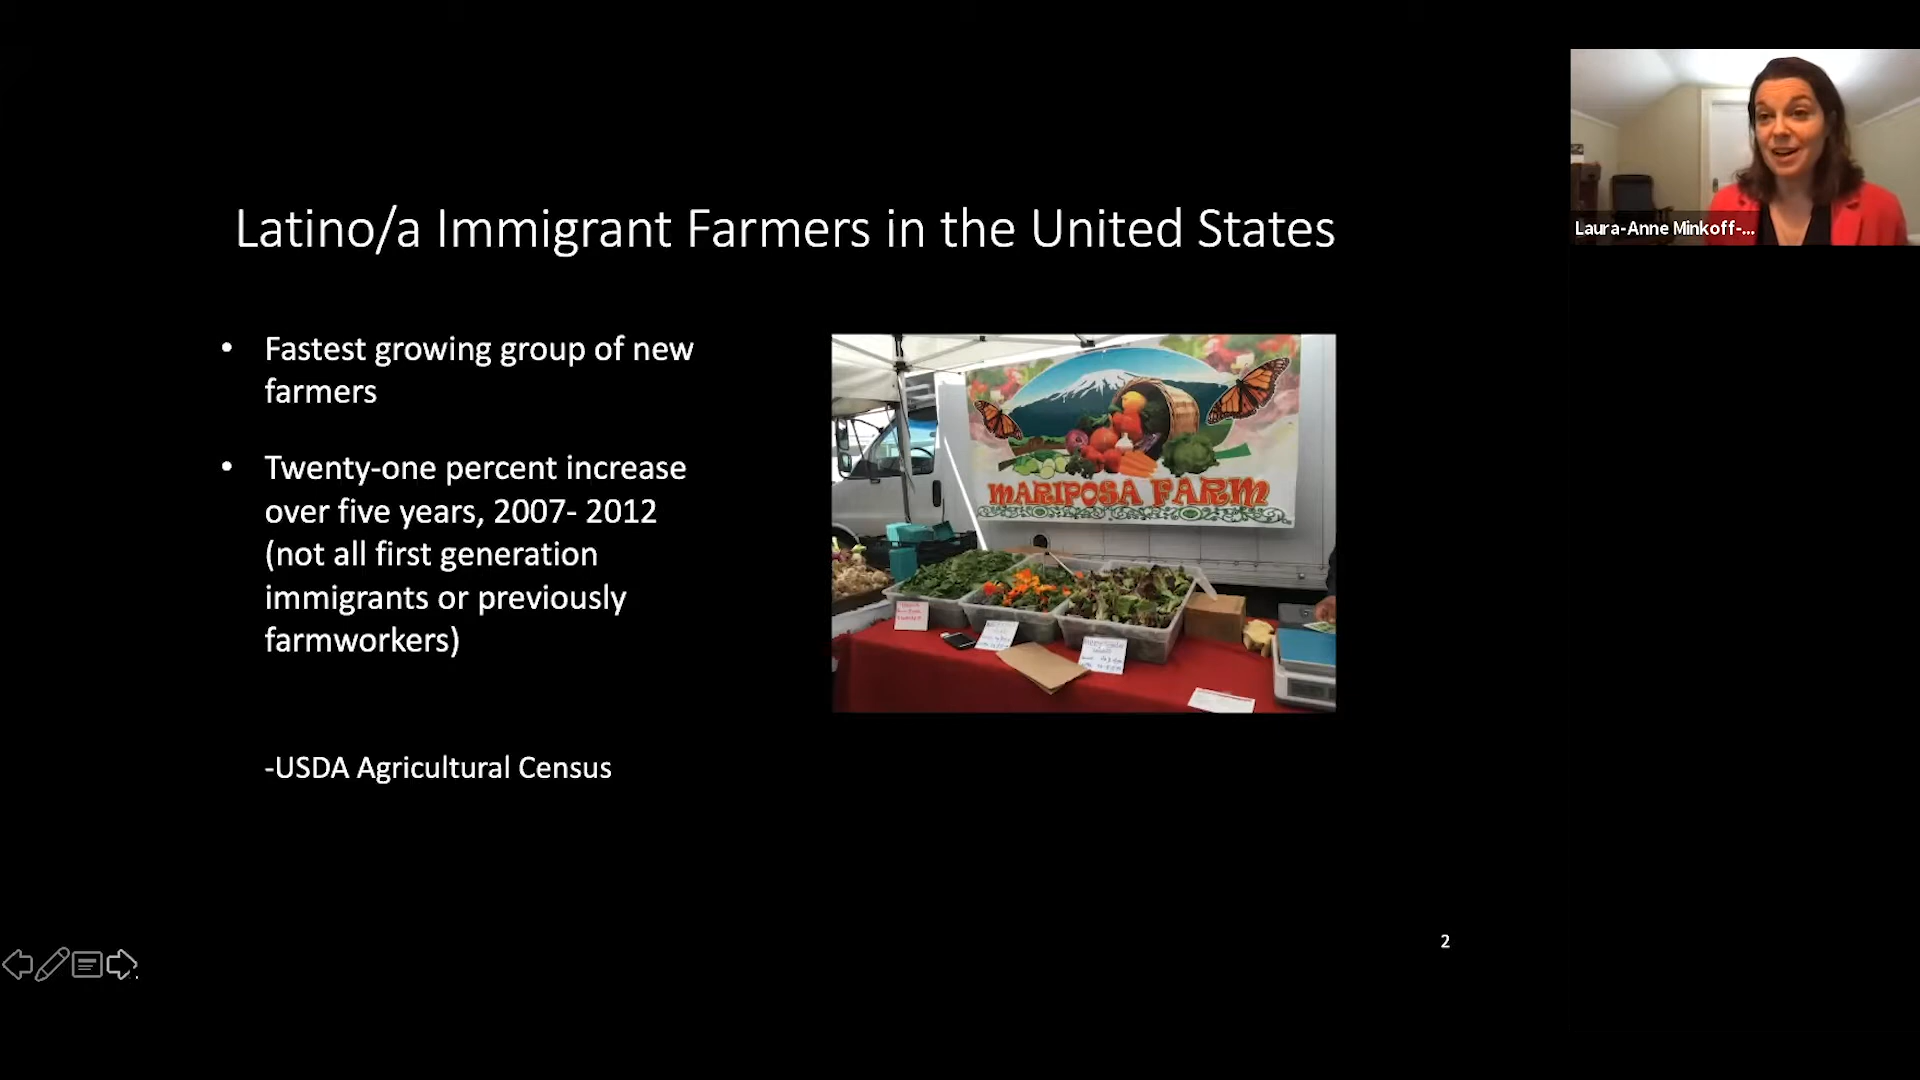 Latino/a Immigrant Farmers in the United States
Laura-Anne Minkoff-...
• Fastest growing group of new
farmers
• Twenty-one percent increase
over five years, 2007- 2012
(not all first generation
immigrants or previously
farmworkers)
-USDA Agricultural Census
MARIPOSA FARM
2